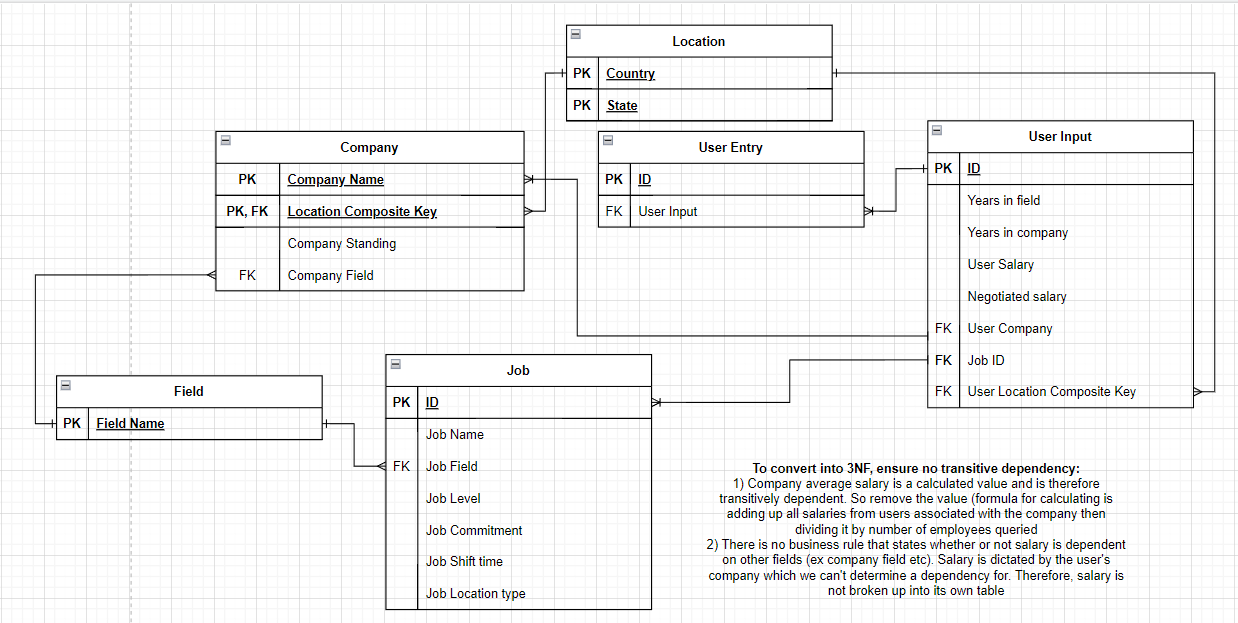 Location
PK Country
PK State
Company
PK Company Name
PK, FK Location Composite Key
Company Standing
FK Company Field
User Entry
PK ID
FK User Input
User Input
PK ID
Years in field
Years in company
User Salary
Negotiated salary
FK User Company
FK Job ID
FK User Location Composite Key
Field
PK Field Name
Job
PK ID
Job Name
FK Job Field
Job Level
Job Commitment
Job Shift time
Job Location type
To convert into 3NF, ensure no transitive dependency:
1) Company average salary is a calculated value and is therefore
transitively dependent. So remove the value (formula for calculating is
adding up all salaries from users associated with the company then
dividing it by number of employees queried
2) There is no business rule that states whether or not salary is dependent
on other fields (ex company field etc). Salary is dictated by the user's
company which we can't determine a dependency for. Therefore, salary is
not broken up into its own table